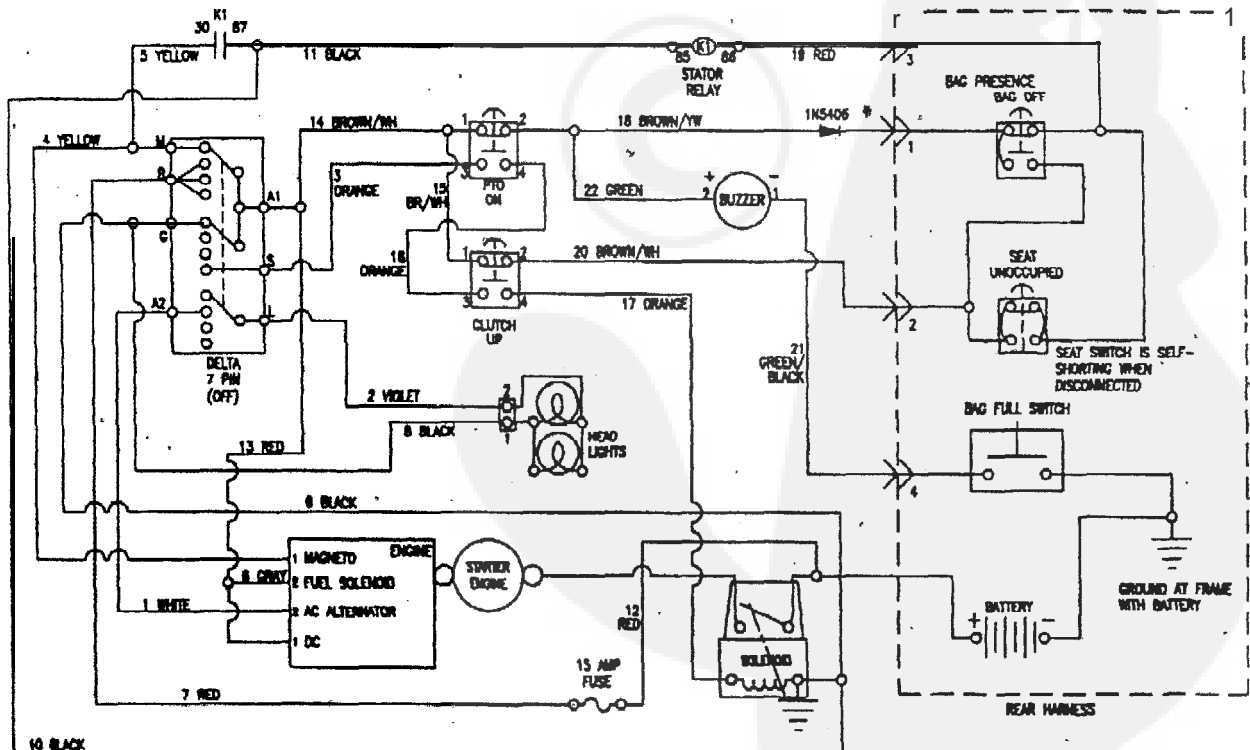 K1
30 87
5 YELLOW
11 BLACK
85 K1 86
STATOR
RELAY
19 RED
3
1
BAG PRESENCE
BAG OFF
4 YELLOW
M
14 BROWN/WH
1 2
18 BROWN/YW
1N5406 *
1
B
A1
3
ORANGE
3 4
PTO
ON
15
BR/WH
22 GREEN
+ -
2 BUZZER 1
G
S
16
ORANGE
1 2
20 BROWN/WH
SEAT
UNOCCUPIED
A2
L
3 4
17 ORANGE
2
CLUTCH
UP
DELTA
7 PIN
(OFF)
21
GREEN/
BLACK
SEAT SWITCH IS SELF-
SHORTING WHEN
DISCONNECTED
2 VIOLET
2
8 BLACK
1
HEAD
LIGHTS
BAG FULL SWITCH
13 RED
4
9 BLACK
1 MAGNETO
ENGINE
6 GRAY
2 FUEL SOLENOID
STARTER
ENGINE
1 WHITE
AC ALTERNATOR
1 DC
12
RED
GROUND AT FRAME
WITH BATTERY
BATTERY
+ -
SOLENOID
15 AMP
FUSE
7 RED
REAR HARNESS
10 BLACK